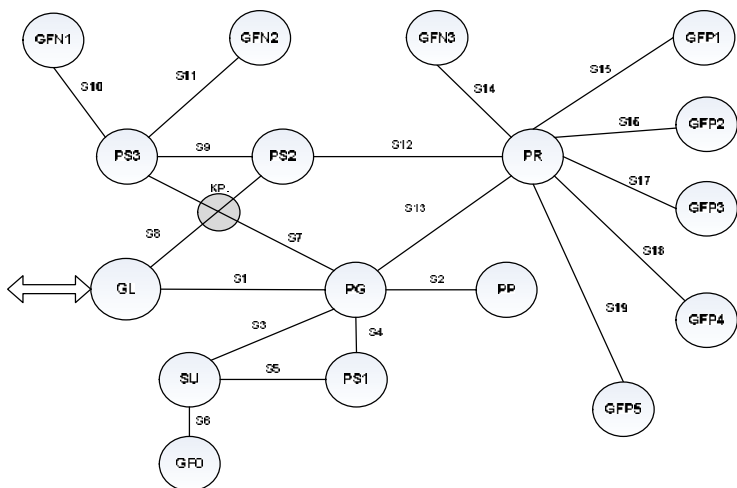 GFN1
GFN2
GFN3
GFP1
S10
S11
S14
S15
S16
GFP2
PS3
S9
PS2
S12
PR
S17
GFP3
KP.
S8
S7
S13
S18
GL
S1
PG
S2
PP
S19
GFP4
S3
S4
SU
S5
PS1
GFP5
S6
GF0